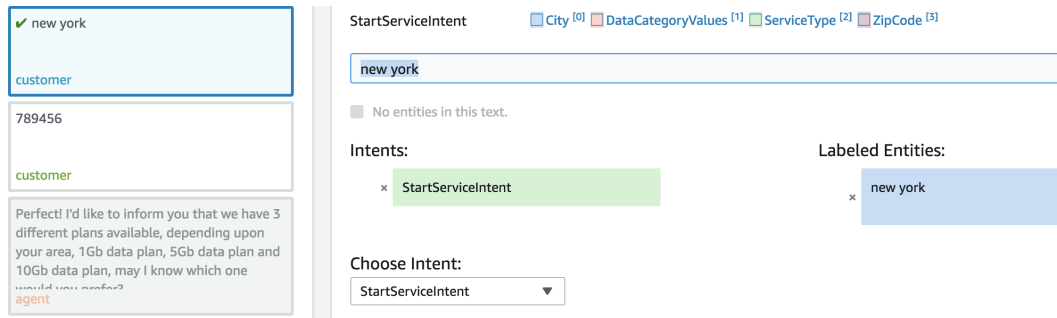 ✔ new york
customer
789456
customer
Perfect! I'd like to inform you that we have 3
different plans available, depending upon
your area, 1Gb data plan, 5Gb data plan and
10Gb data plan, may I know which one
would you prefer?
agent
StartServiceIntent City [0] DataCategoryValues [1] ServiceType [2] ZipCode [3]
new york
No entities in this text.
Intents:
× StartServiceIntent
Labeled Entities:
× new york
Choose Intent:
StartServiceIntent ▼